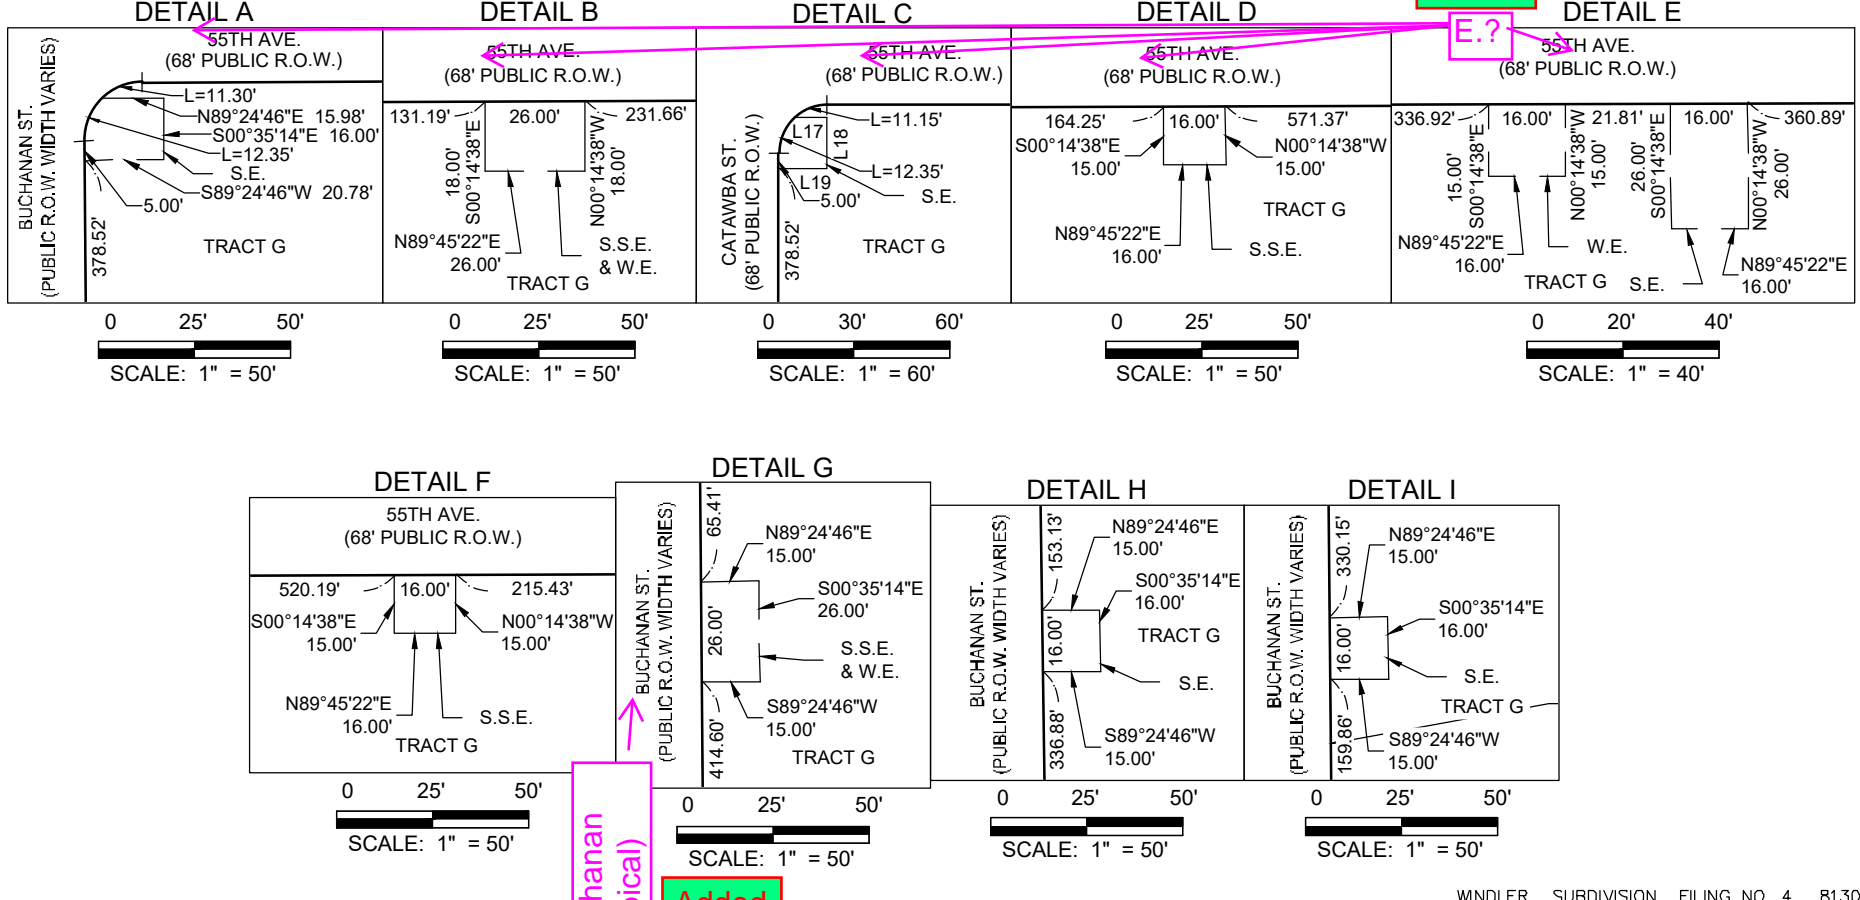 DETAIL A
BUCHANAN ST.
(PUBLIC R.O.W. WIDTH VARIES)
55TH AVE.
(68' PUBLIC R.O.W.)
L=11.30'
N89°24'46"E 15.98'
S00°35'14"E 16.00'
L=12.35'
S.E.
S89°24'46"W 20.78'
5.00'
378.52'
TRACT G
0 25' 50'
SCALE: 1" = 50'
DETAIL B
55TH AVE.
(68' PUBLIC R.O.W.)
131.19'
26.00'
231.66'
18.00'
S00°14'38"E
N00°14'38"W
18.00'
N89°45'22"E
26.00'
S.S.E.
& W.E.
TRACT G
0 25' 50'
SCALE: 1" = 50'
DETAIL C
CATAWBA ST.
(68' PUBLIC R.O.W.)
55TH AVE.
(68' PUBLIC R.O.W.)
L=11.15'
L17
L18
L=12.35'
L19
5.00'
S.E.
378.52'
TRACT G
0 30' 60'
SCALE: 1" = 60'
DETAIL D
55TH AVE.
(68' PUBLIC R.O.W.)
164.25'
16.00'
571.37'
S00°14'38"E
15.00'
N00°14'38"W
15.00'
TRACT G
N89°45'22"E
16.00'
S.S.E.
0 25' 50'
SCALE: 1" = 50'
E.?
DETAIL E
55TH AVE.
(68' PUBLIC R.O.W.)
336.92'
16.00'
21.81'
16.00'
360.89'
15.00'
S00°14'38"E
N00°14'38"W
15.00'
26.00'
S00°14'38"E
N00°14'38"W
26.00'
N89°45'22"E
16.00'
W.E.
TRACT G
S.E.
N89°45'22"E
16.00'
0 20' 40'
SCALE: 1" = 40'
DETAIL F
55TH AVE.
(68' PUBLIC R.O.W.)
520.19'
16.00'
215.43'
S00°14'38"E
15.00'
N00°14'38"W
15.00'
N89°45'22"E
16.00'
S.S.E.
TRACT G
0 25' 50'
SCALE: 1" = 50'
DETAIL G
BUCHANAN ST.
(PUBLIC R.O.W. WIDTH VARIES)
65.41'
N89°24'46"E
15.00'
S00°35'14"E
26.00'
26.00'
S.S.E.
& W.E.
S89°24'46"W
15.00'
414.60'
TRACT G
0 25' 50'
SCALE: 1" = 50'
hanan
ical)
Added
DETAIL H
BUCHANAN ST.
(PUBLIC R.O.W. WIDTH VARIES)
153.13'
N89°24'46"E
15.00'
S00°35'14"E
16.00'
TRACT G
16.00'
S.E.
S89°24'46"W
15.00'
336.88'
0 25' 50'
SCALE: 1" = 50'
DETAIL I
BUCHANAN ST.
(PUBLIC R.O.W. WIDTH VARIES)
330.15'
N89°24'46"E
15.00'
S00°35'14"E
16.00'
16.00'
S.E.
TRACT G
S89°24'46"W
15.00'
159.86'
0 25' 50'
SCALE: 1" = 50'
WINDLER SUBDIVISION FILING NO 4 8130